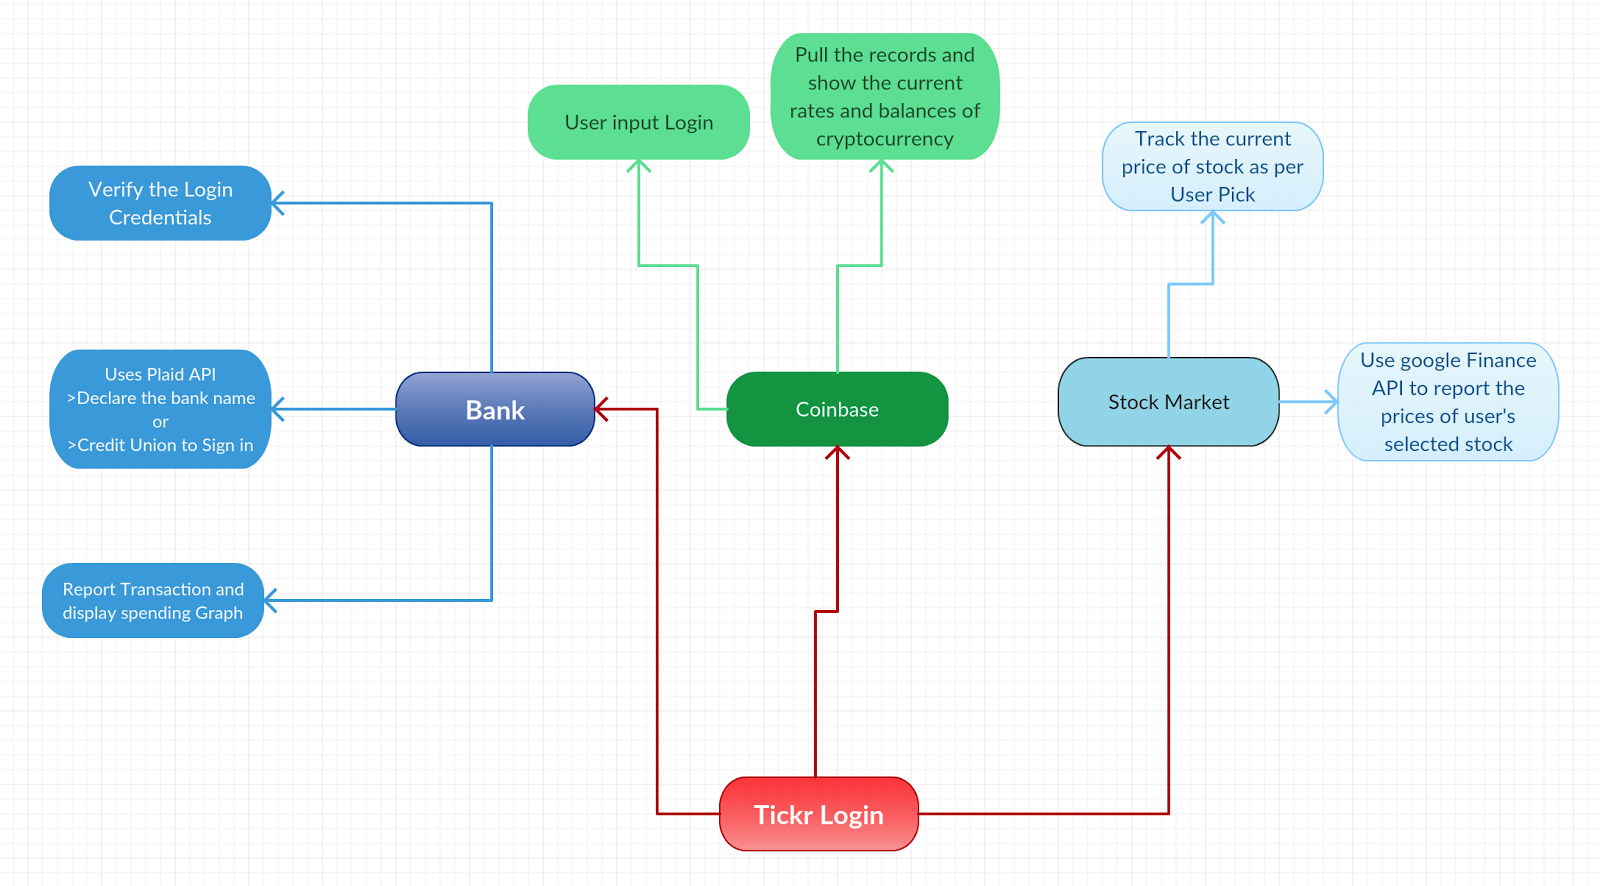 Pull the records and
show the current
rates and balances of
cryptocurrency
User input Login
Track the current
price of stock as per
User Pick
Verify the Login
Credentials
Uses Plaid API
>Declare the bank name
or
>Credit Union to Sign in
Bank
Coinbase
Stock Market
Use google Finance
API to report the
prices of user's
selected stock
Report Transaction and
display spending Graph
Tickr Login